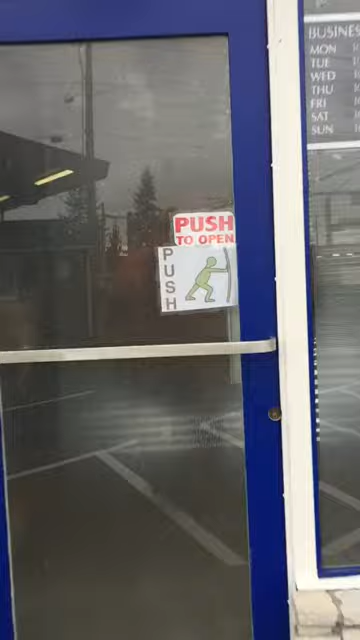 PUSH
TO OPEN
PUSH
BUSINES
MON
TUE
WED
THU
FRI
SAT
SUN